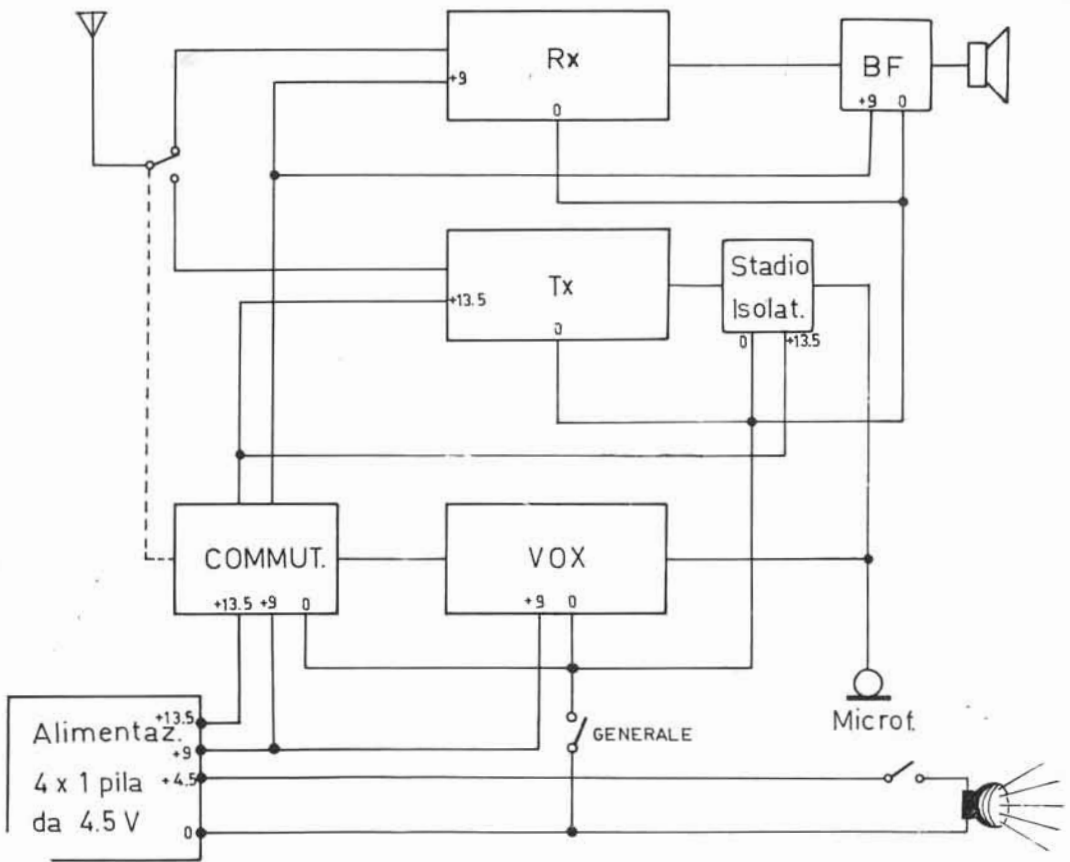 Rx
+9
0
BF
+9 0
Tx
+13.5
0
Stadio
Isolat.
0 +13.5
COMMUT.
+13.5 +9 0
VOX
+9 0
Microf.
GENERALE
Alimentaz.
4 x 1 pila
da 4.5 V
+13.5
+9
+4.5
0